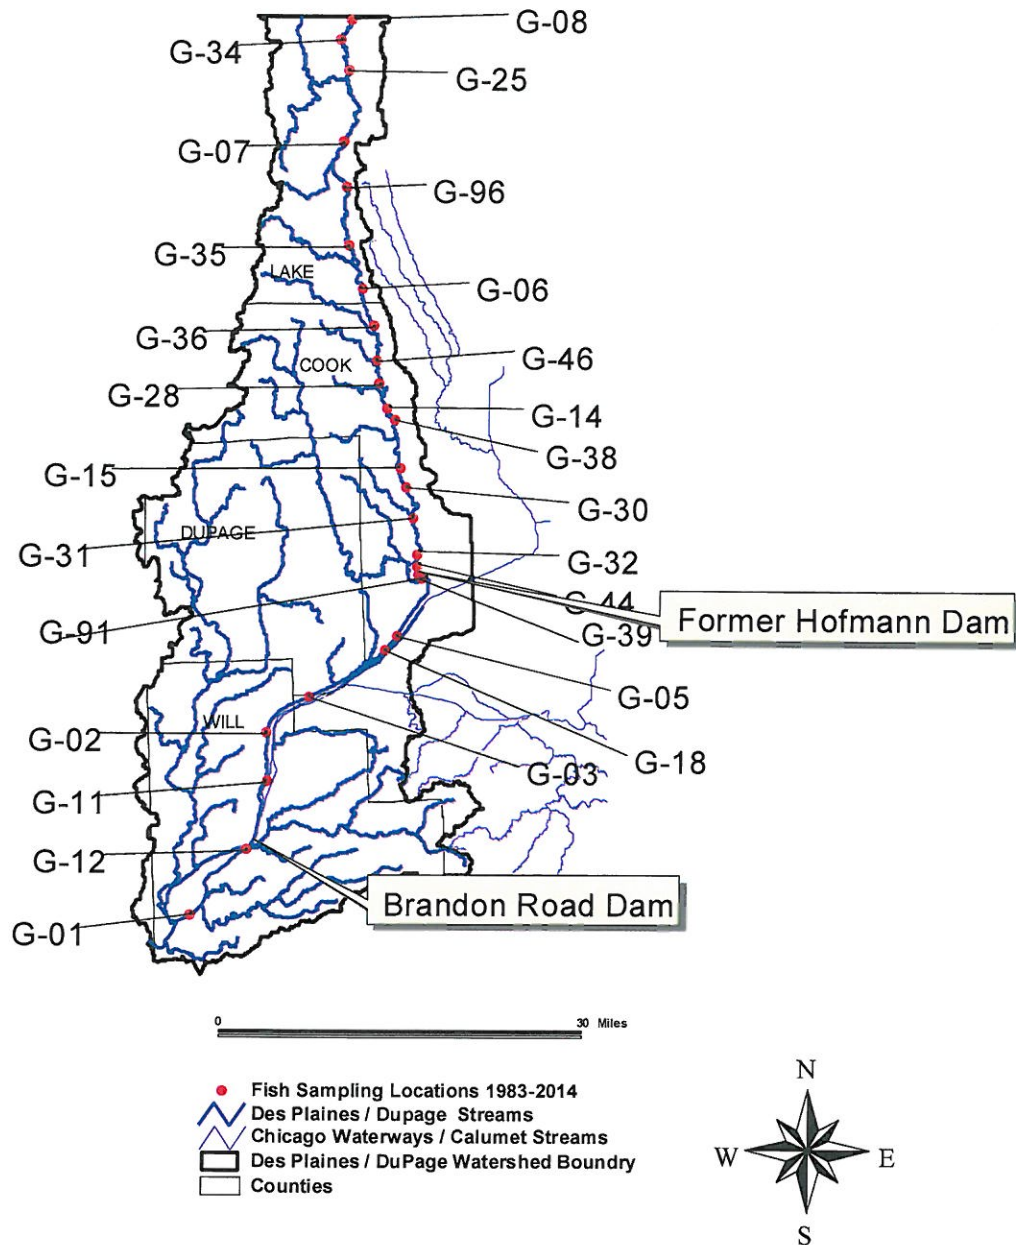 G-08
G-34
G-25
G-07
G-96
G-35
LAKE
G-06
G-36
G-46
COOK
G-28
G-14
G-38
G-15
G-30
DUPAGE
G-31
G-32
G-44
Former Hofmann Dam
G-91
G-39
G-05
WILL
G-02
G-18
G-03
G-11
G-12
Brandon Road Dam
G-01
0 30 Miles
Fish Sampling Locations 1983-2014
Des Plaines / Dupage Streams
Chicago Waterways / Calumet Streams
Des Plaines / DuPage Watershed Boundry
Counties
N
W E
S